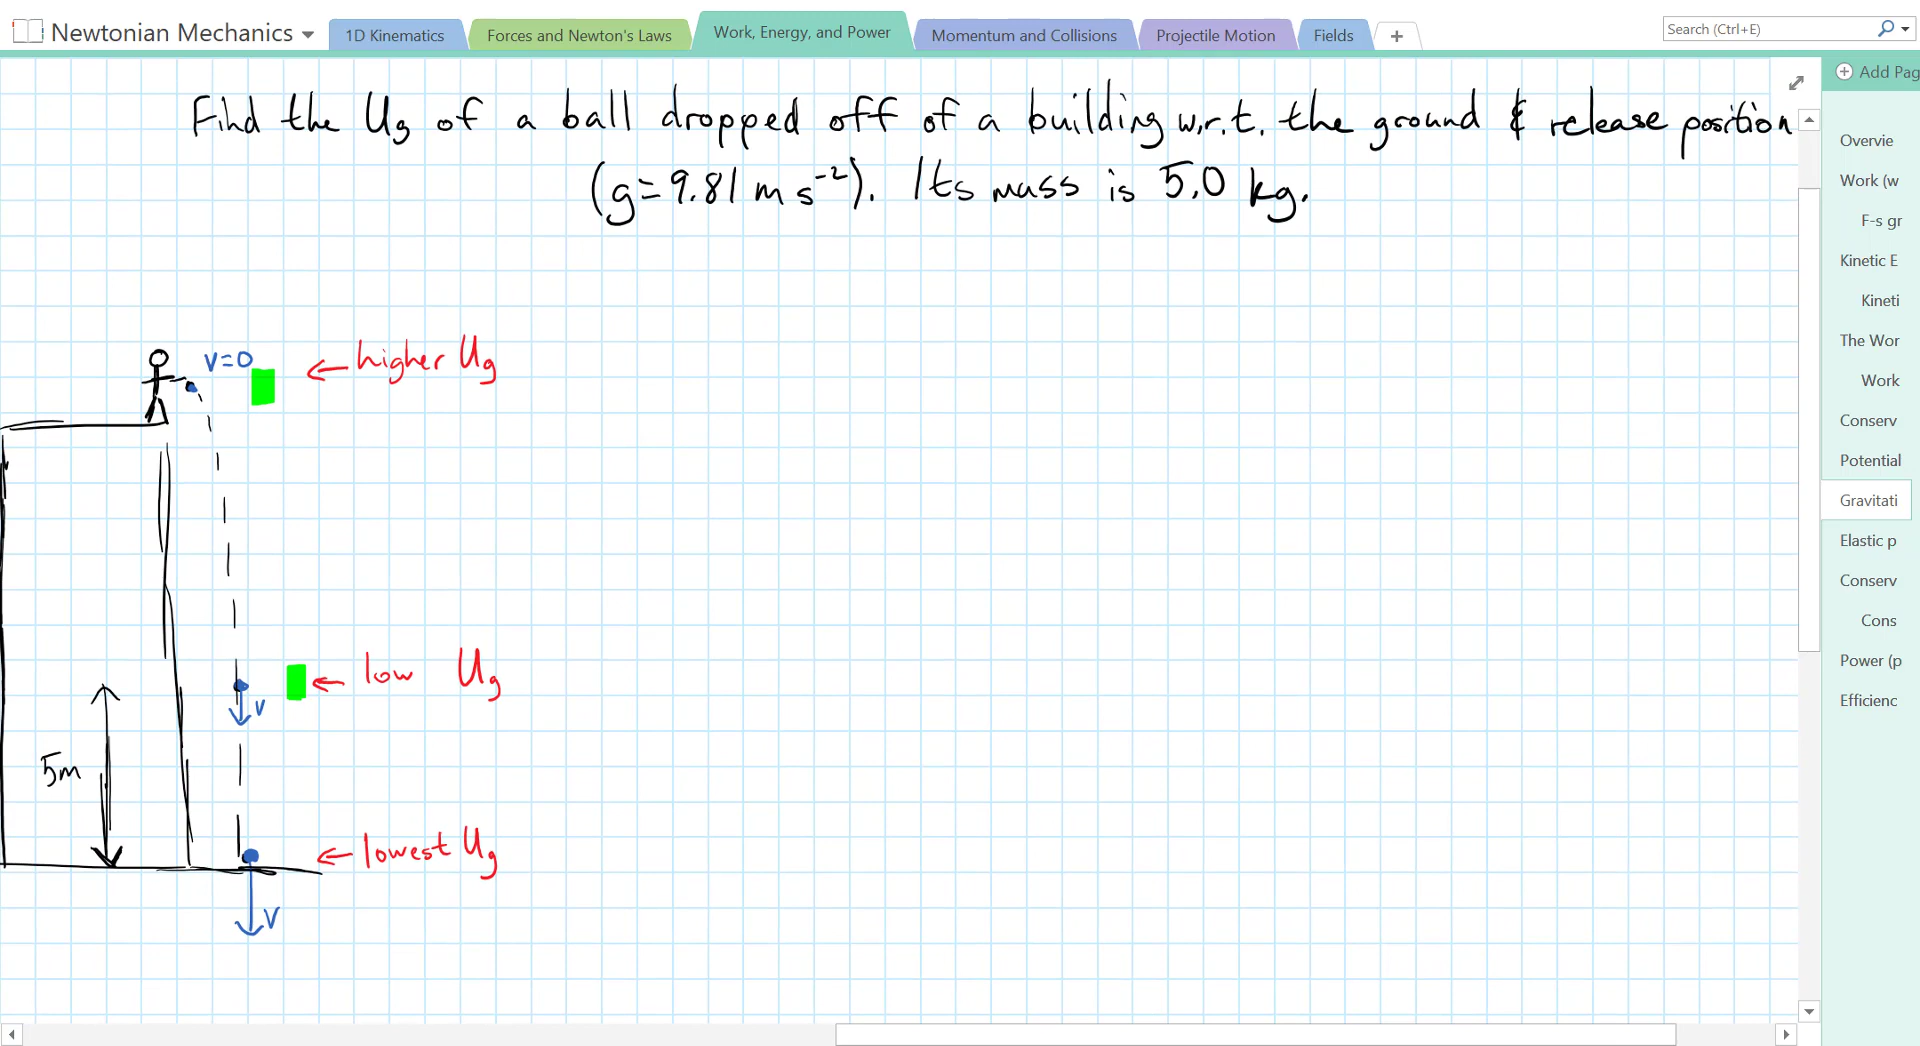 Newtonian Mechanics
1D Kinematics
Forces and Newton's Laws
Work, Energy, and Power
Momentum and Collisions
Projectile Motion
Fields
+
Search (Ctrl+E)
Add Pag
Find the Ug of a ball dropped off of a building w.r.t. the ground & release position
(g=9.81 m s⁻²). Its mass is 5.0 kg.
v=0
← higher Ug
← low Ug
v
5m
← lowest Ug
v
Overvie
Work (w
F-s gr
Kinetic E
Kineti
The Wor
Work
Conserv
Potential
Gravitati
Elastic p
Conserv
Cons
Power (p
Efficienc